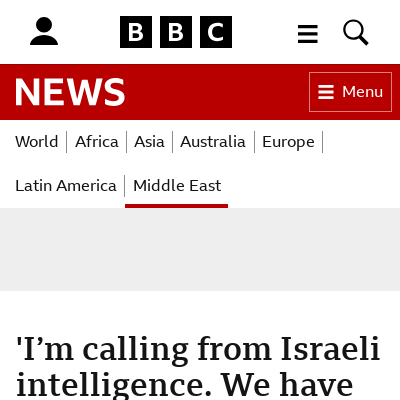 BBC
NEWS
Menu
World
Africa
Asia
Australia
Europe
Latin America
Middle East
'I’m calling from Israeli
intelligence. We have